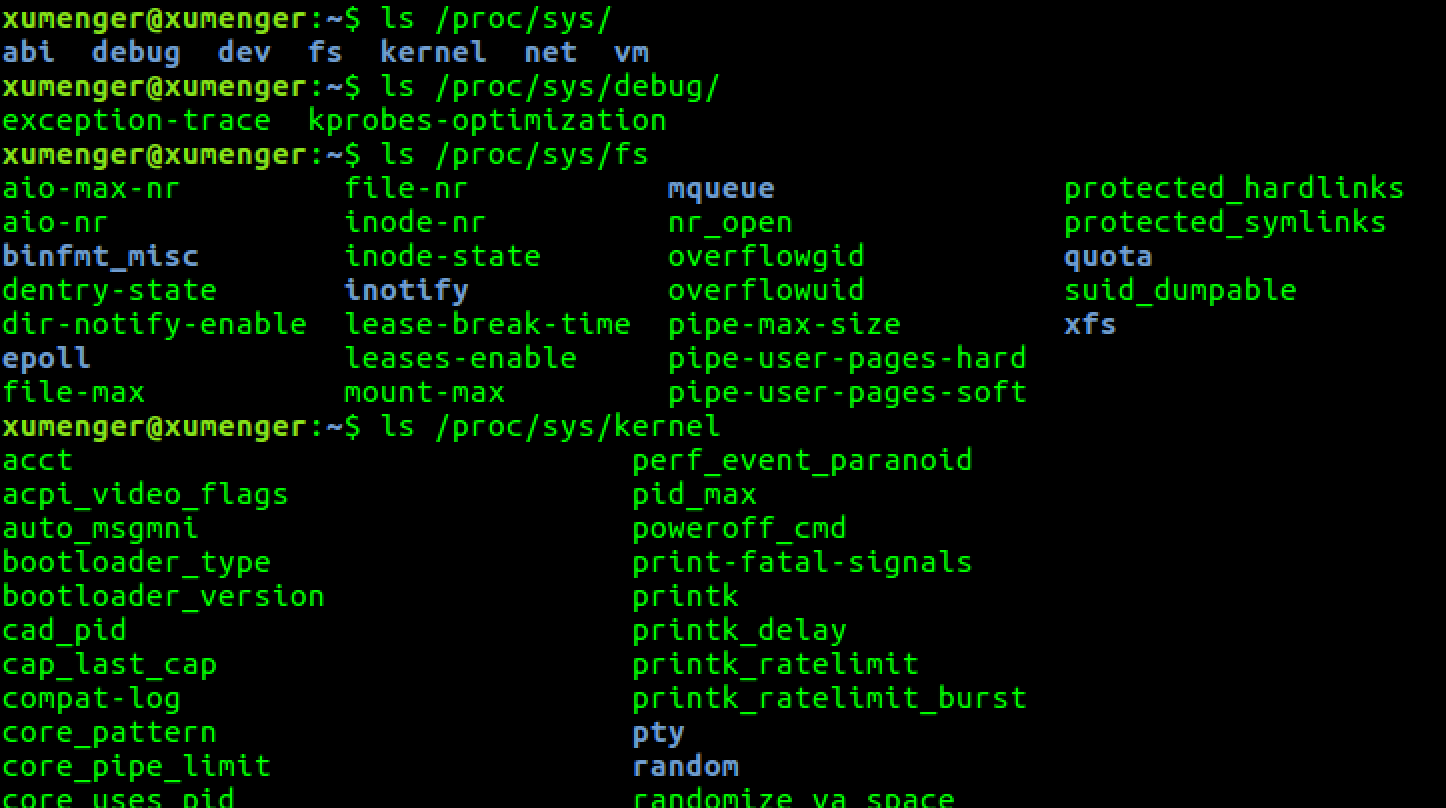 xumenger@xumenger:~$ ls /proc/sys/
abi  debug  dev  fs  kernel  net  vm
xumenger@xumenger:~$ ls /proc/sys/debug/
exception-trace  kprobes-optimization
xumenger@xumenger:~$ ls /proc/sys/fs
aio-max-nr         file-nr           mqueue                protected_hardlinks
aio-nr             inode-nr          nr_open               protected_symlinks
binfmt_misc        inode-state       overflowgid           quota
dentry-state       inotify           overflowuid           suid_dumpable
dir-notify-enable  lease-break-time  pipe-max-size         xfs
epoll              leases-enable     pipe-user-pages-hard
file-max           mount-max         pipe-user-pages-soft
xumenger@xumenger:~$ ls /proc/sys/kernel
acct                               perf_event_paranoid
acpi_video_flags                   pid_max
auto_msgmni                        poweroff_cmd
bootloader_type                    print-fatal-signals
bootloader_version                 printk
cad_pid                            printk_delay
cap_last_cap                       printk_ratelimit
compat-log                         printk_ratelimit_burst
core_pattern                       pty
core_pipe_limit                    random
core_uses_pid                      randomize_va_space